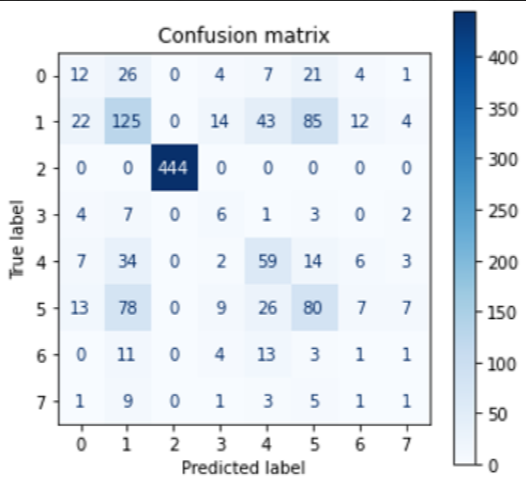 Confusion matrix
True label
0 12 26 0 4 7 21 4 1
1 22 125 0 14 43 85 12 4
2 0 0 444 0 0 0 0 0
3 4 7 0 6 1 3 0 2
4 7 34 0 2 59 14 6 3
5 13 78 0 9 26 80 7 7
6 0 11 0 4 13 3 1 1
7 1 9 0 1 3 5 1 1
0 1 2 3 4 5 6 7
Predicted label
400
350
300
250
200
150
100
50
0